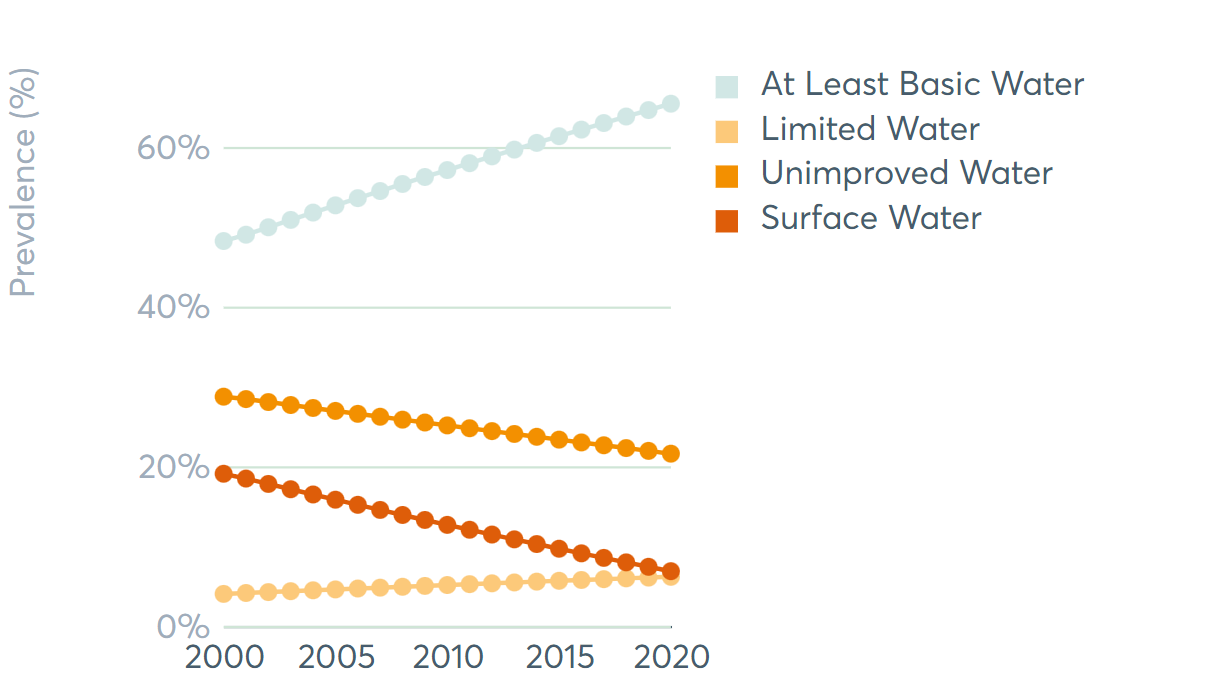 Prevalence (%)
At Least Basic Water
Limited Water
Unimproved Water
Surface Water
60%
40%
20%
0%
2000 2005 2010 2015 2020